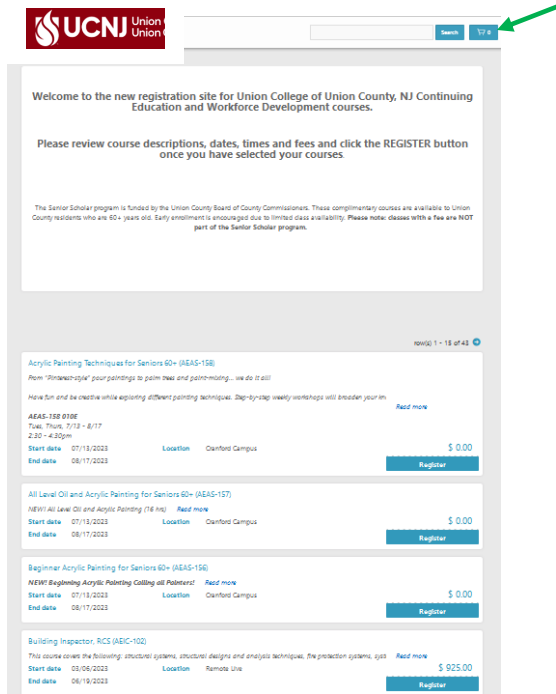 UCNJ Union
Union
Search 0
Welcome to the new registration site for Union College of Union County, NJ Continuing
Education and Workforce Development courses.
Please review course descriptions, dates, times and fees and click the REGISTER button
once you have selected your courses.
The Senior Scholar program is funded by the Union County Board of County Commissioners. These complimentary courses are available to Union
County residents who are 60+ years old. Early enrollment is encouraged due to limited class availability. Please note: classes with a fee are NOT
part of the Senior Scholar program.
row(s) 1 - 15 of 43
Acrylic Painting Techniques for Seniors 60+ (AEAS-158)
From "Pinterest-style" pour paintings to palm trees and paint-mixing... we do it all!
Have fun and be creative while exploring different painting techniques. Step-by-step weekly workshops will broaden your
Read more
AEAS-158 010E
Tues, Thurs, 7/13 - 8/17
2:30 - 4:30pm
Start date 07/13/2023 Location Cranford Campus $ 0.00
End date 08/17/2023 Register
All Level Oil and Acrylic Painting for Seniors 60+ (AEAS-157)
NEW! All Level Oil and Acrylic Painting (16 hrs) Read more
Start date 07/13/2023 Location Cranford Campus $ 0.00
End date 08/17/2023 Register
Beginner Acrylic Painting for Seniors 60+ (AEAS-156)
NEW! Beginning Acrylic Painting Calling all Painters! Read more
Start date 07/13/2023 Location Cranford Campus $ 0.00
End date 08/17/2023 Register
Building Inspector, RCS (AEIC-102)
This course covers the following: structural systems, structural designs and analysis techniques, fire protection systems, Read more
Start date 03/06/2023 Location Remote Live $ 925.00
End date 06/19/2023 Register